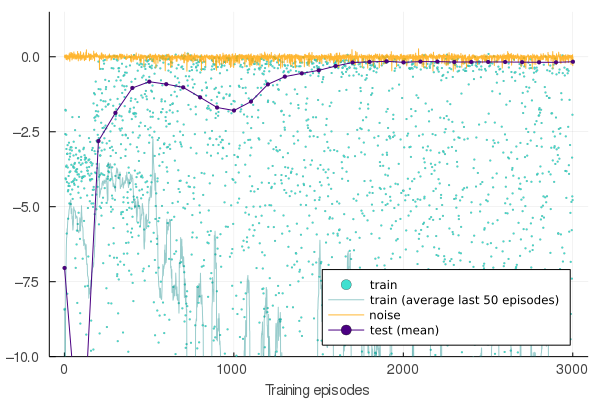 0.0
−2.5
−5.0
−7.5
−10.0
0
1000
2000
3000
Training episodes
train
train (average last 50 episodes)
noise
test (mean)